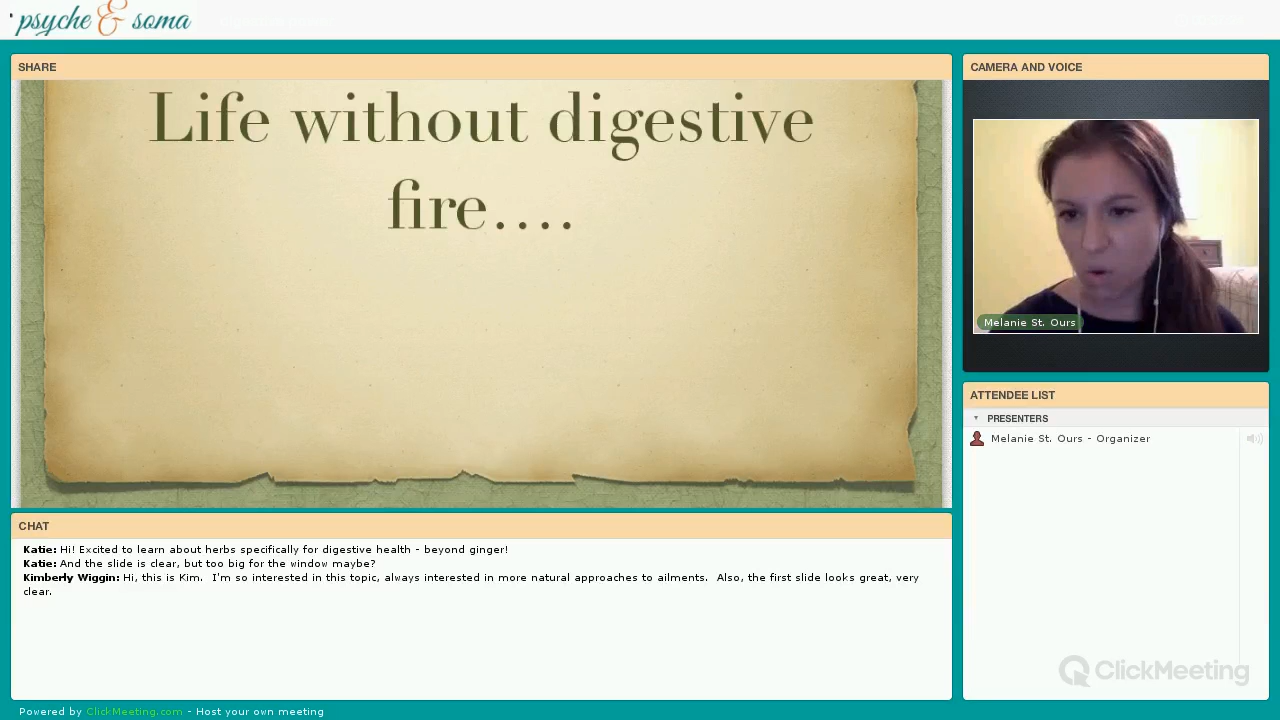 psyche & soma
SHARE
CAMERA AND VOICE
Life without digestive
fire....
Melanie St. Ours
ATTENDEE LIST
PRESENTERS
Melanie St. Ours - Organizer
CHAT
Katie: Hi! Excited to learn about herbs specifically for digestive health - beyond ginger!
Katie: And the slide is clear, but too big for the window maybe?
Kimberly Wiggin: Hi, this is Kim.  I'm so interested in this topic, always interested in more natural approaches to ailments.  Also, the first slide looks great, very
clear.
ClickMeeting
Powered by ClickMeeting.com - Host your own meeting